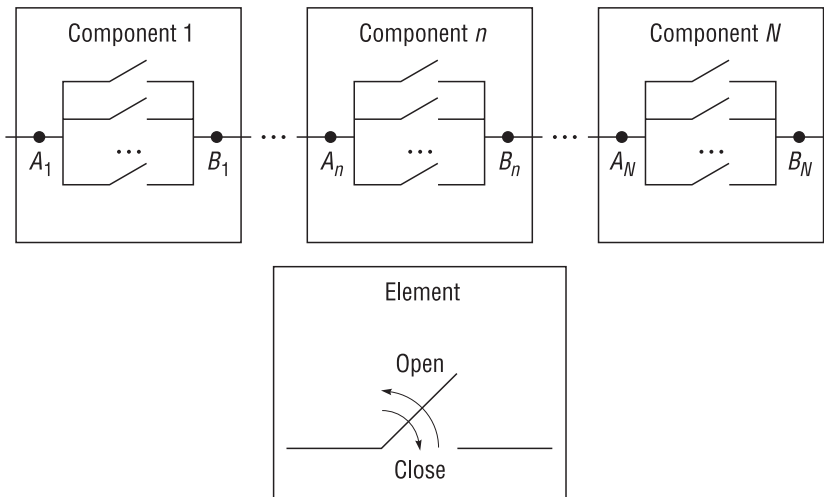 Component 1 Component n Component N
... ... ...
... ...
A1 B1 An Bn AN BN
Element
Open
Close